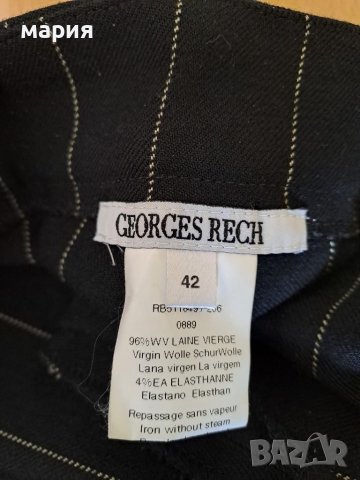 мария
GEORGES RECH
42
0889
96%WV LAINE VIERGE
Virgin Wolle SchurWolle
Lana virgen La virgem
4%EA ELASTHANNE
Elastano Elasthan
Repassage sans vapeur
Iron without steam
BAZAR